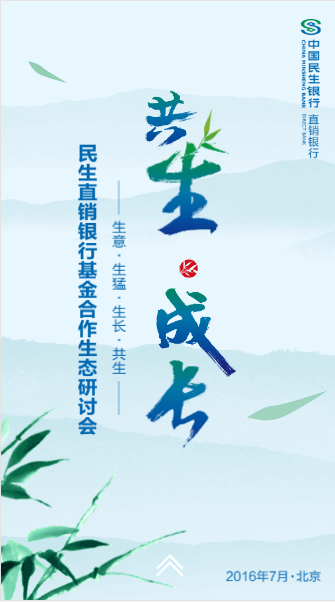 中国民生银行
CHINA MINSHENG BANK
直销银行
DIRECT BANK
共生
成长
生意·生猛·生长·共生
民生直销银行基金合作生态研讨会
2016年7月·北京